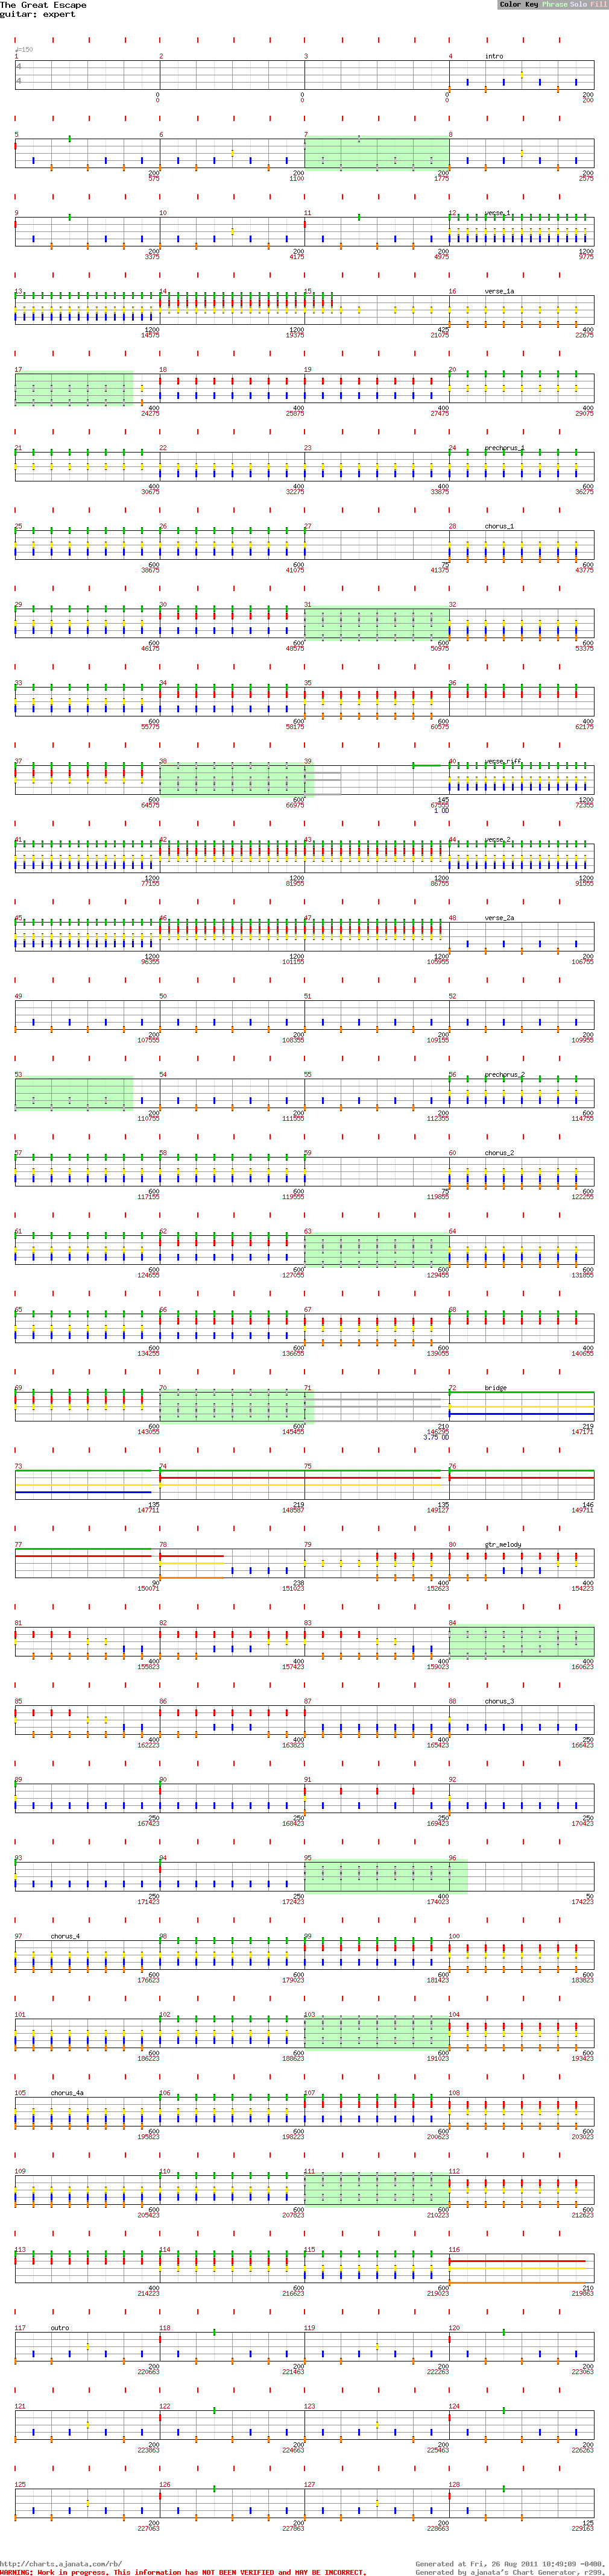 The Great Escape
guitar: expert
Color Key Phrase Solo Fill
♩=150
1 2 3 4 intro
4
4
0 0 0 200
0 0 0 200
5 6 7 8
200 200 200 200
575 1100 1775 2575
9 10 11 12 verse_1
200 200 200 1200
3375 4175 4975 9775
13 14 15 16 verse_1a
1200 1200 425 400
14575 19375 21075 22675
17 18 19 20
400 400 400 400
24275 25875 27475 29075
21 22 23 24 prechorus_1
400 400 400 600
30675 32275 33875 36275
25 26 27 28 chorus_1
600 600 75 600
38675 41075 41375 43775
29 30 31 32
600 600 600 600
46175 48575 50975 53375
33 34 35 36
600 600 600 400
55775 58175 60575 62175
37 38 39 40 verse_riff
600 600 145 1200
64575 66975 67555 72355
1 OD
41 42 43 44 verse_2
1200 1200 1200 1200
77155 81955 86755 91555
45 46 47 48 verse_2a
1200 1200 1200 200
96355 101155 105955 106755
49 50 51 52
200 200 200 200
107555 108355 109155 109955
53 54 55 56 prechorus_2
200 200 200 600
110755 111555 112355 114755
57 58 59 60 chorus_2
600 600 75 600
117155 119555 119855 122255
61 62 63 64
600 600 600 600
124655 127055 129455 131855
65 66 67 68
600 600 600 400
134255 136655 139055 140655
69 70 71 72 bridge
600 600 210 219
143055 145455 146295 147171
3.75 OD
73 74 75 76
135 219 135 146
147711 148587 149127 149711
77 78 79 80 gtr_melody
90 238 400 400
150071 151023 152623 154223
81 82 83 84
400 400 400 400
155823 157423 159023 160623
85 86 87 88 chorus_3
400 400 400 250
162223 163823 165423 166423
89 90 91 92
250 250 250 250
167423 168423 169423 170423
93 94 95 96
250 250 400 50
171423 172423 174023 174223
97 chorus_4 98 99 100
600 600 600 600
176623 179023 181423 183823
101 102 103 104
600 600 600 600
186223 188623 191023 193423
105 chorus_4a 106 107 108
600 600 600 600
195823 198223 200623 203023
109 110 111 112
600 600 600 600
205423 207823 210223 212623
113 114 115 116
400 600 600 210
214223 216623 219023 219863
117 outro 118 119 120
200 200 200 200
220663 221463 222263 223063
121 122 123 124
200 200 200 200
223863 224663 225463 226263
125 126 127 128
200 200 200 125
227063 227863 228663 229163
http://charts.ajanata.com/rb/ Generated at Fri, 26 Aug 2011 10:49:09 -0400.
WARNING: Work in progress. This information has NOT BEEN VERIFIED and MAY BE INCORRECT. Generated by ajanata's Chart Generator, r299.